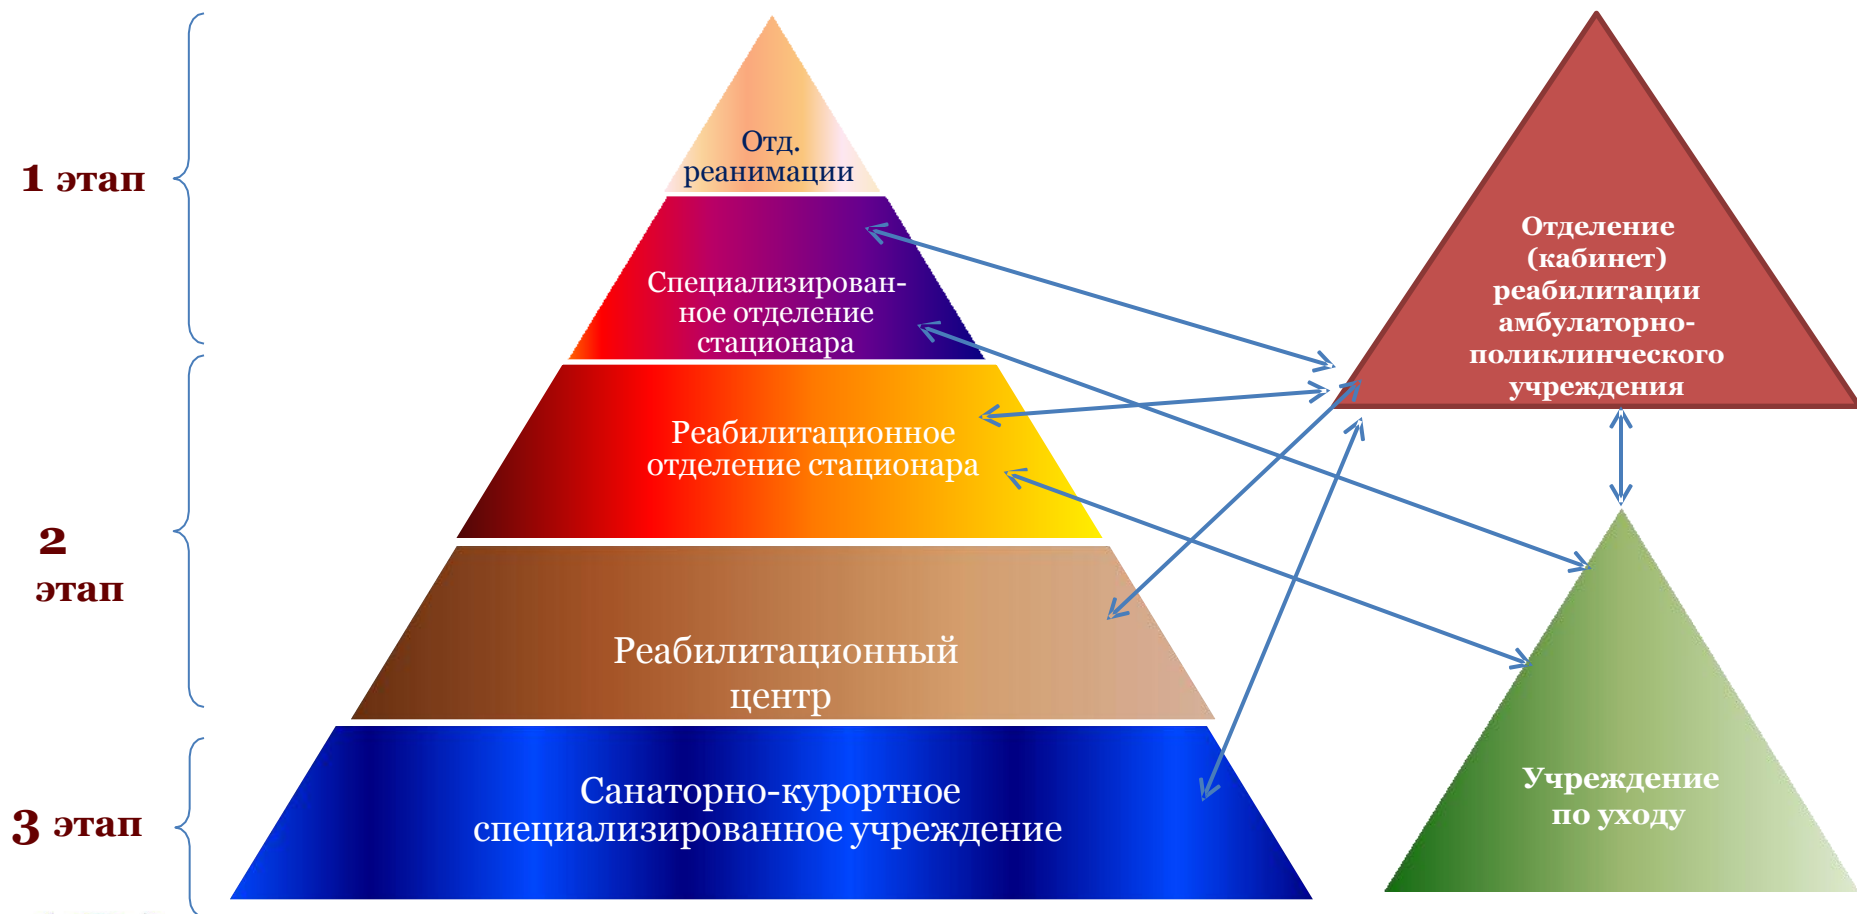 1 этап
Отд.
реанимации
Специализирован-
ное отделение
стационара
2
этап
Реабилитационное
отделение стационара
Реабилитационный
центр
3 этап
Санаторно-курортное
специализированное учреждение
Отделение
(кабинет)
реабилитации
амбулаторно-
поликлинческого
учреждения
Учреждение
по уходу